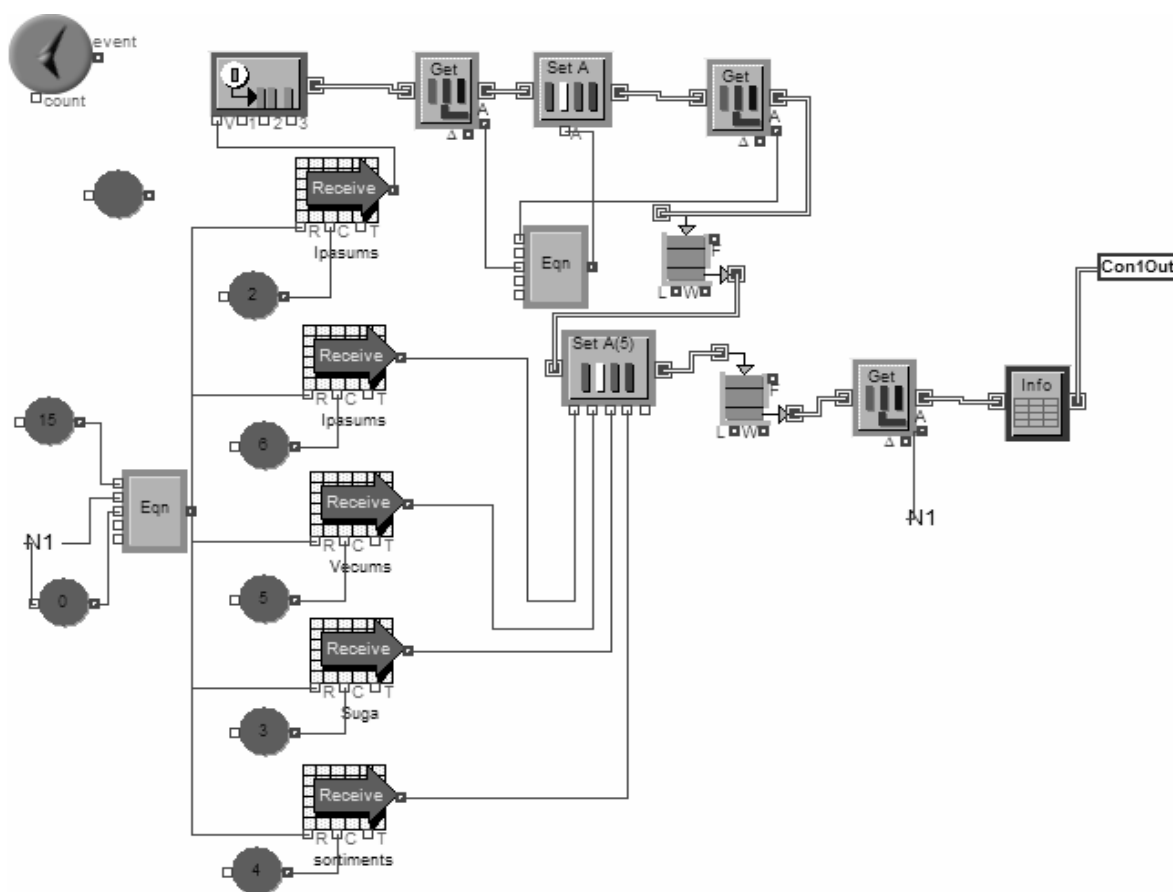 event
count
0
V 1 2 3
Get
A
Δ
Set A
A
Get
A
Δ
Receive
R C T
Ipasums
2
Eqn
F
L W
Con1Out
Receive
R C T
Ipasums
6
Set A(5)
F
L W
Get
A
Δ
Info
N1
15
Eqn
N1
0
Receive
R C T
Vecums
5
Receive
R C T
Suga
3
Receive
R C T
sortiments
4